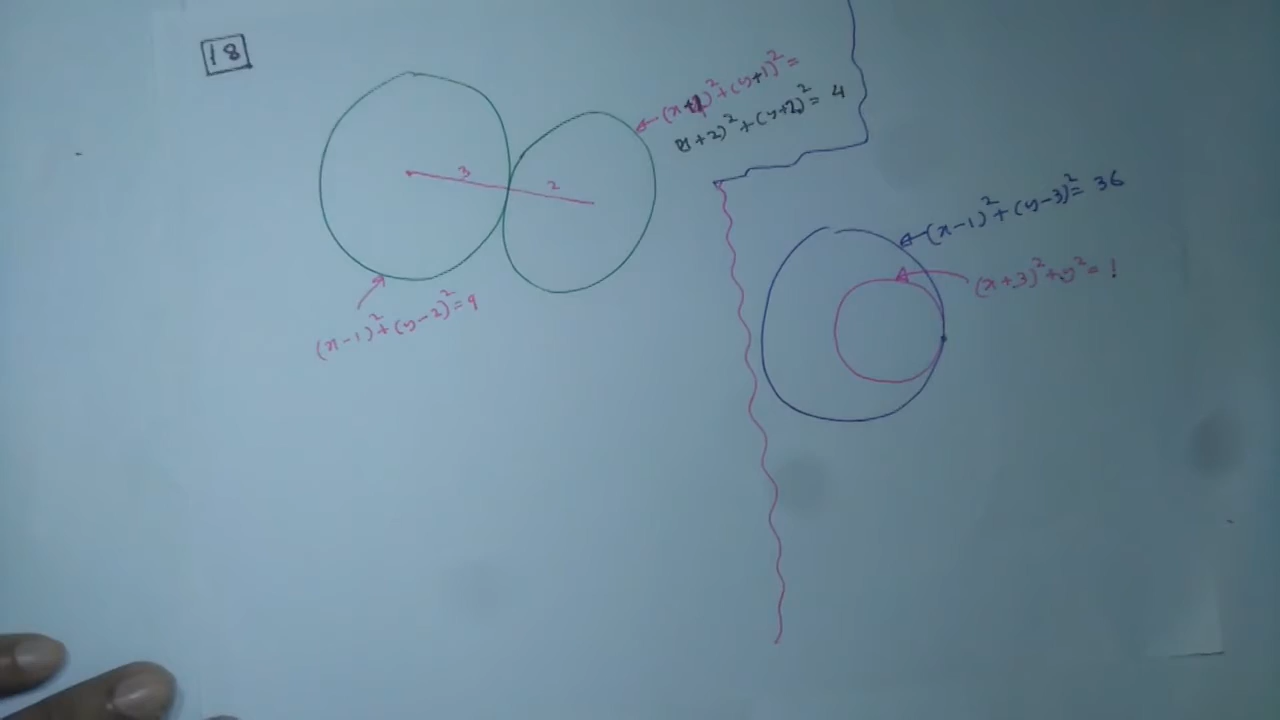 18
(x+1)²+(y+1)²=
(x+2)²+(y+2)²= 4
3
2
(x-1)²+(y-2)²=9
(x-1)²+(y-3)²= 36
(x+3)²+y²= 1